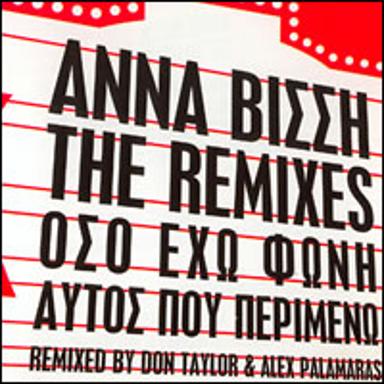 ΑΝΝΑ ΒΙΣΣΗ
THE REMIXES
ΟΣΟ ΕΧΩ ΦΩΝΗ
ΑΥΤΟΣ ΠΟΥ ΠΕΡΙΜΕΝΩ
REMIXED BY DON TAYLOR & ALEX PALAMARAS